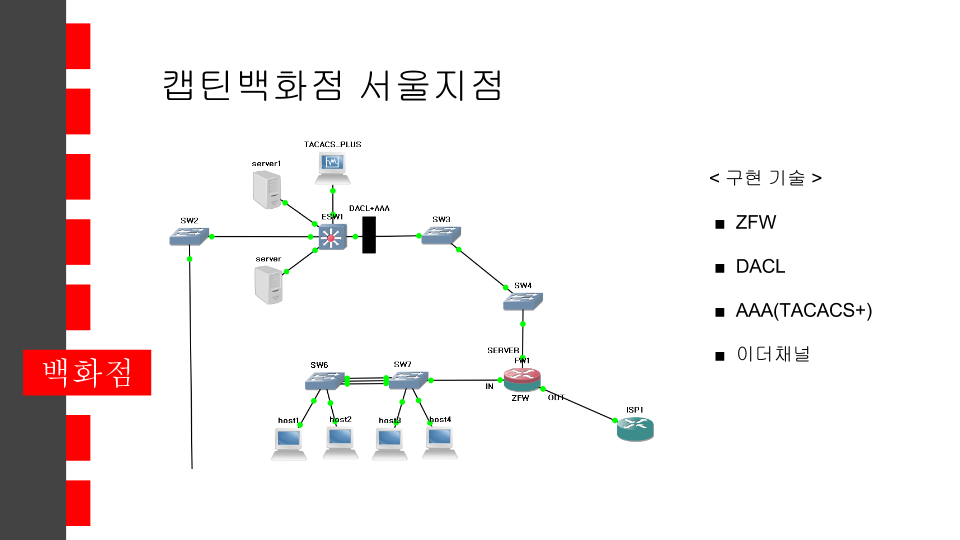 캡틴백화점 서울지점
TACACS_PLUS
server1
DACL+AAA
ESW1
SW2
SW3
server
SW4
SERVER
FW1
SW6
SW7
IN
ZFW
OUT
ISP1
host1
host2
host3
host4
< 구현 기술 >
■ ZFW
■ DACL
■ AAA(TACACS+)
■ 이더채널
백화점